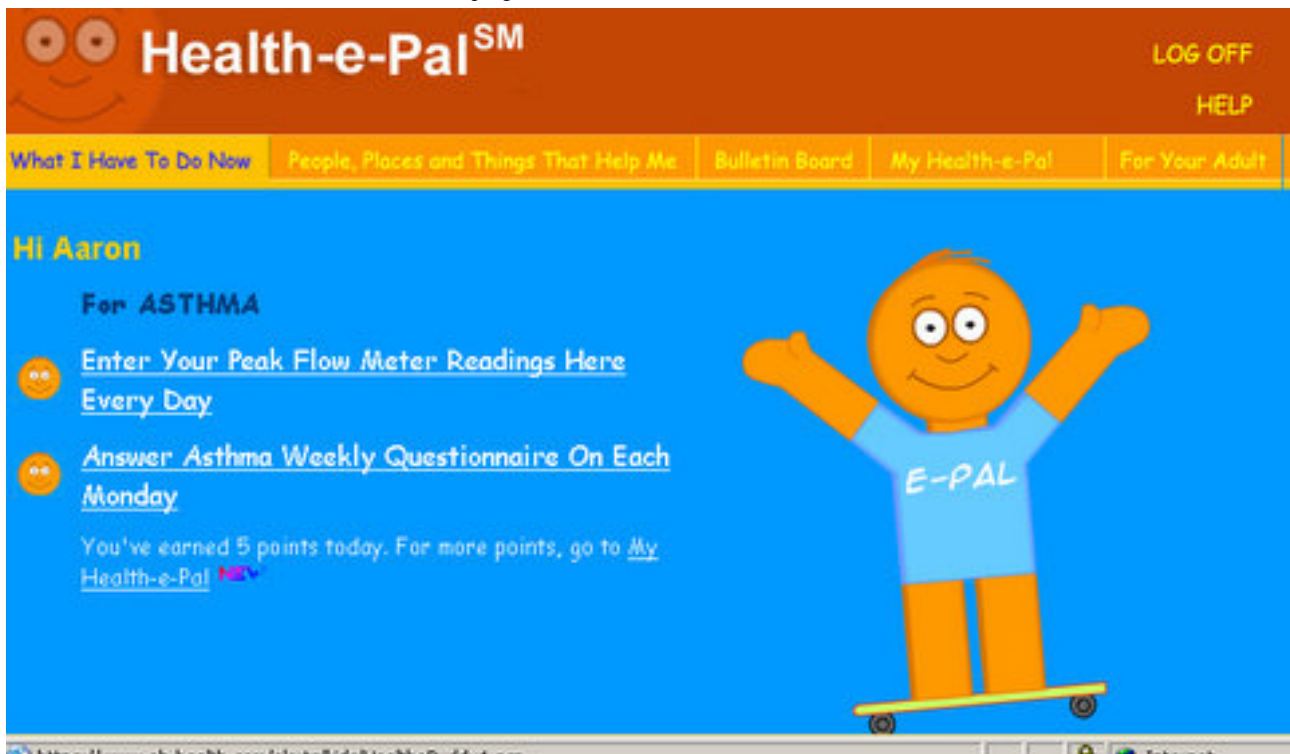 Health-e-Pal SM
LOG OFF
HELP
What I Have To Do Now People, Places and Things That Help Me Bulletin Board My Health-e-Pal For Your Adult
Hi Aaron
For ASTHMA
Enter Your Peak Flow Meter Readings Here
Every Day
Answer Asthma Weekly Questionnaire On Each
Monday
You've earned 5 points today. For more points, go to My
Health-e-Pal NEW
E-PAL
Internet